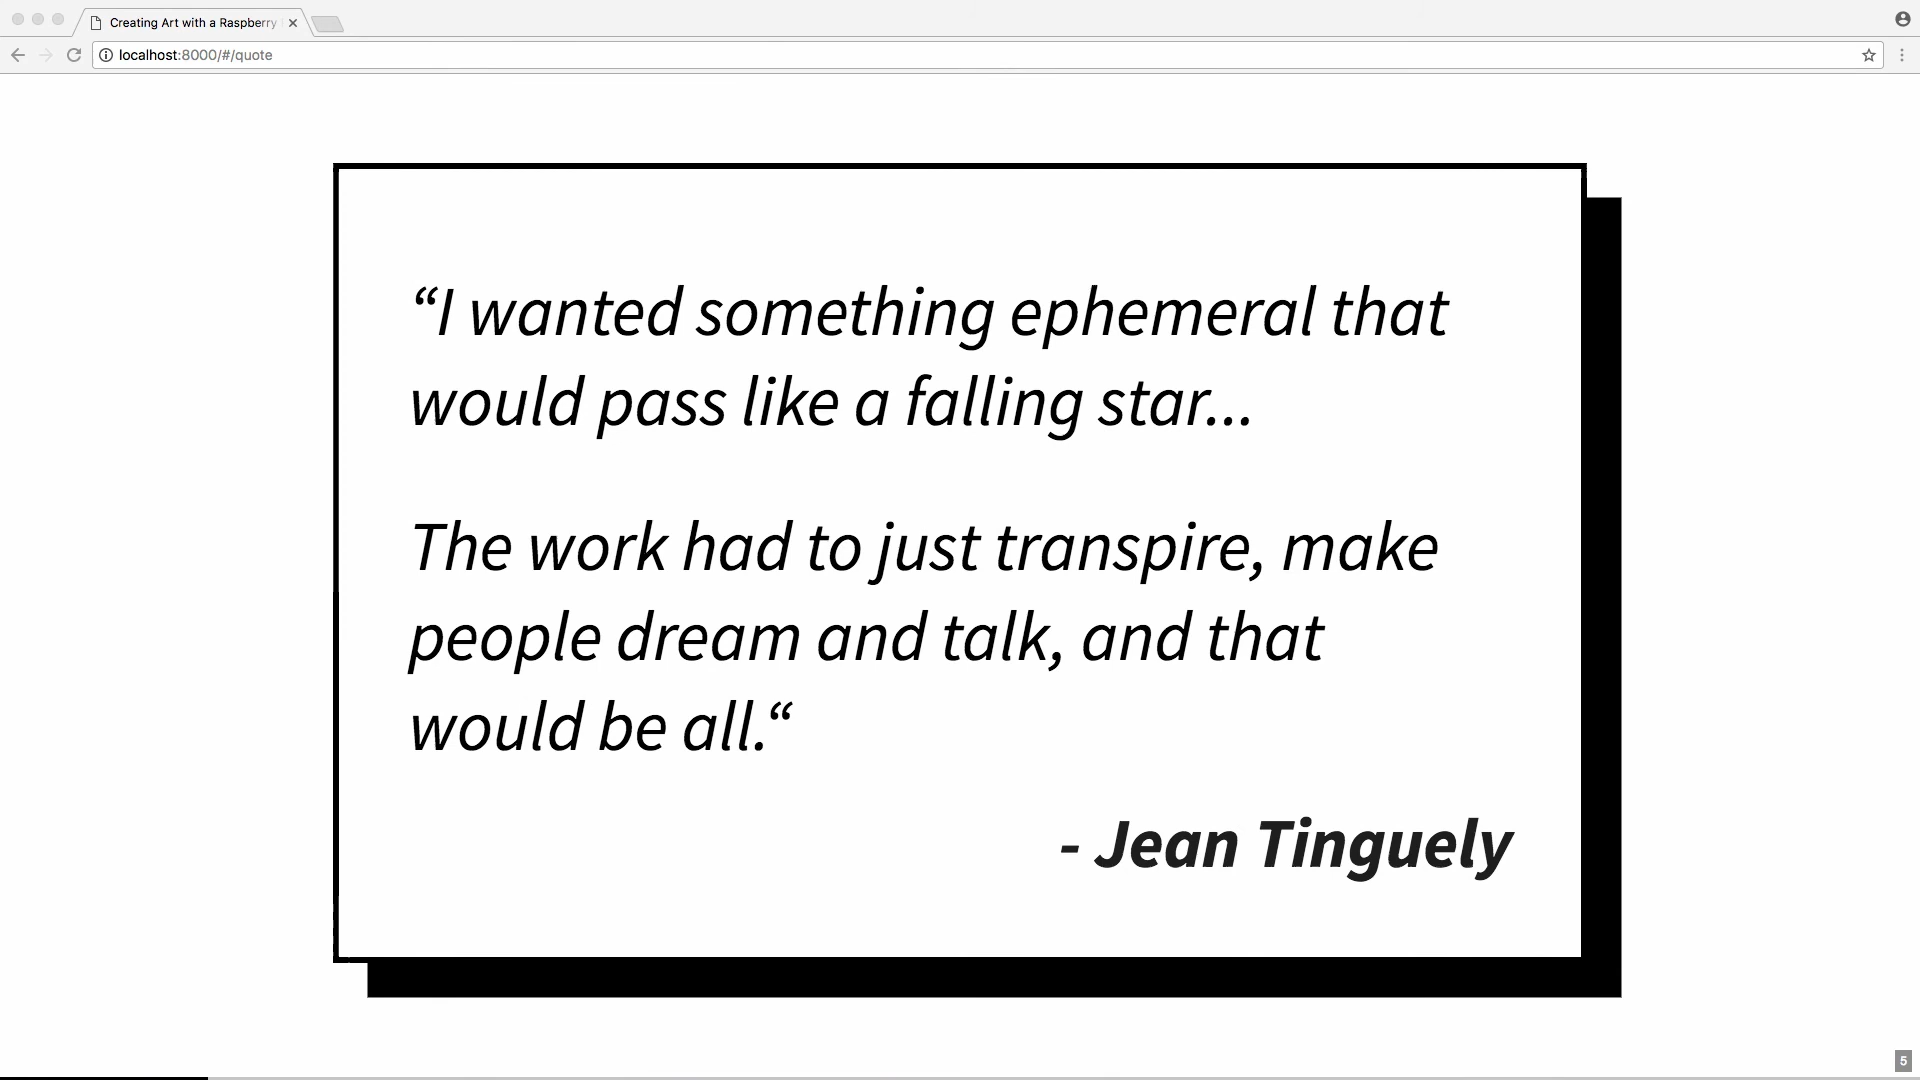 Creating Art with a Raspberry
localhost:8000/#/quote
“I wanted something ephemeral that
would pass like a falling star...
The work had to just transpire, make
people dream and talk, and that
would be all.“
- Jean Tinguely
5